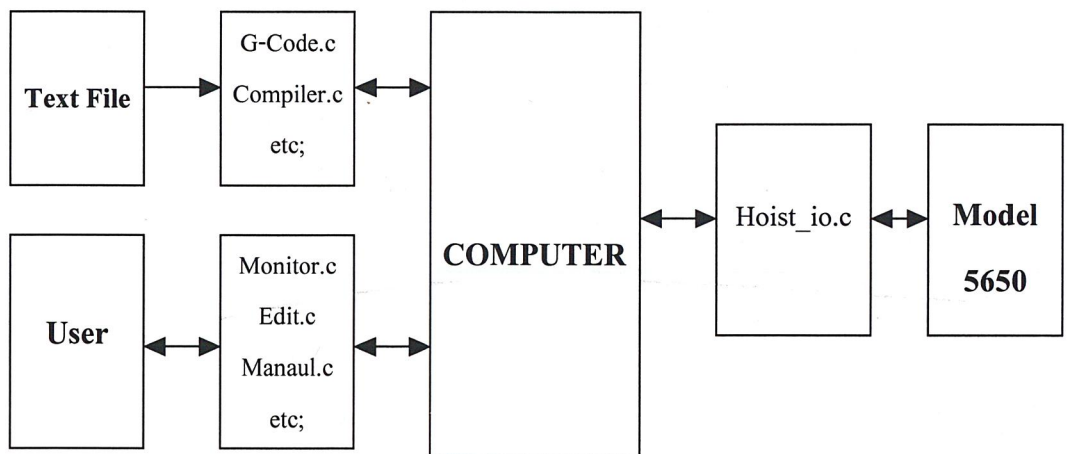 Text File
G-Code.c
Compiler.c
etc;
User
Monitor.c
Edit.c
Manaul.c
etc;
COMPUTER
Hoist_io.c
Model
5650